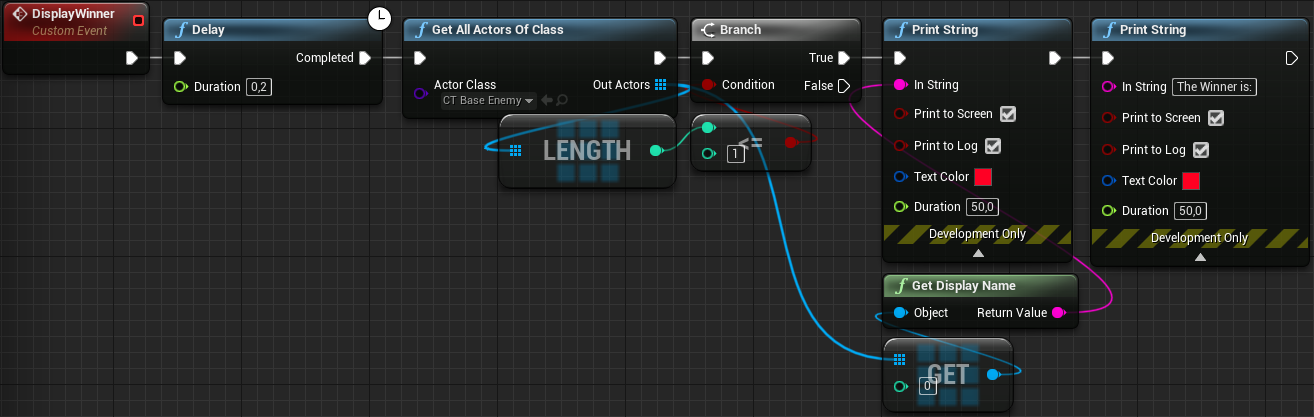 DisplayWinner
Custom Event
f Delay
Completed
Duration 0,2
f Get All Actors Of Class
Actor Class
CT Base Enemy
Out Actors
LENGTH
Branch
True
Condition
False
<=
1
f Print String
In String
Print to Screen
Print to Log
Text Color
Duration 50,0
Development Only
f Print String
In String The Winner is:
Print to Screen
Print to Log
Text Color
Duration 50,0
Development Only
f Get Display Name
Object Return Value
GET
0